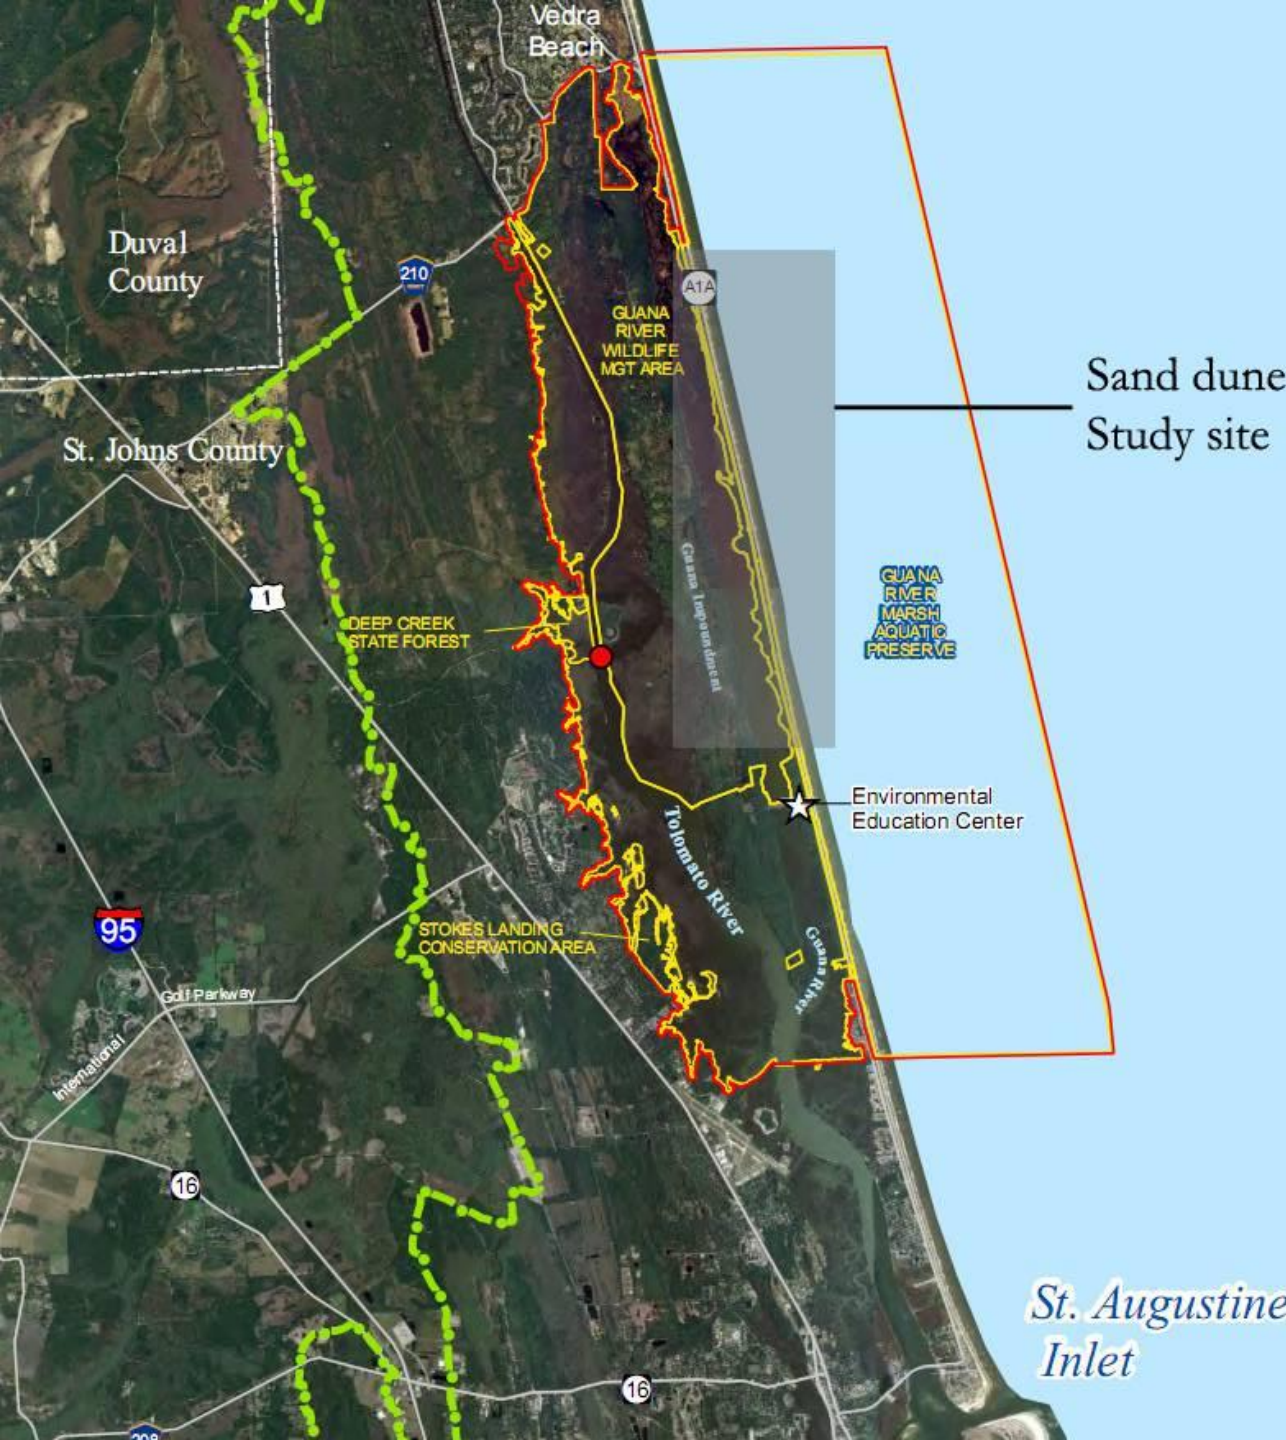 Vedra
Beach
Duval
County
210
A1A
GUANA
RIVER
WILDLIFE
MGT AREA
Sand dune
Study site
St. Johns County
Guana Impoundment
1
GUANA
RIVER
MARSH
AQUATIC
PRESERVE
DEEP CREEK
STATE FOREST
Environmental
Education Center
Tolomato River
95
STOKES LANDING
CONSERVATION AREA
Guana River
Golf Parkway
International
16
St. Augustine
Inlet
16
208